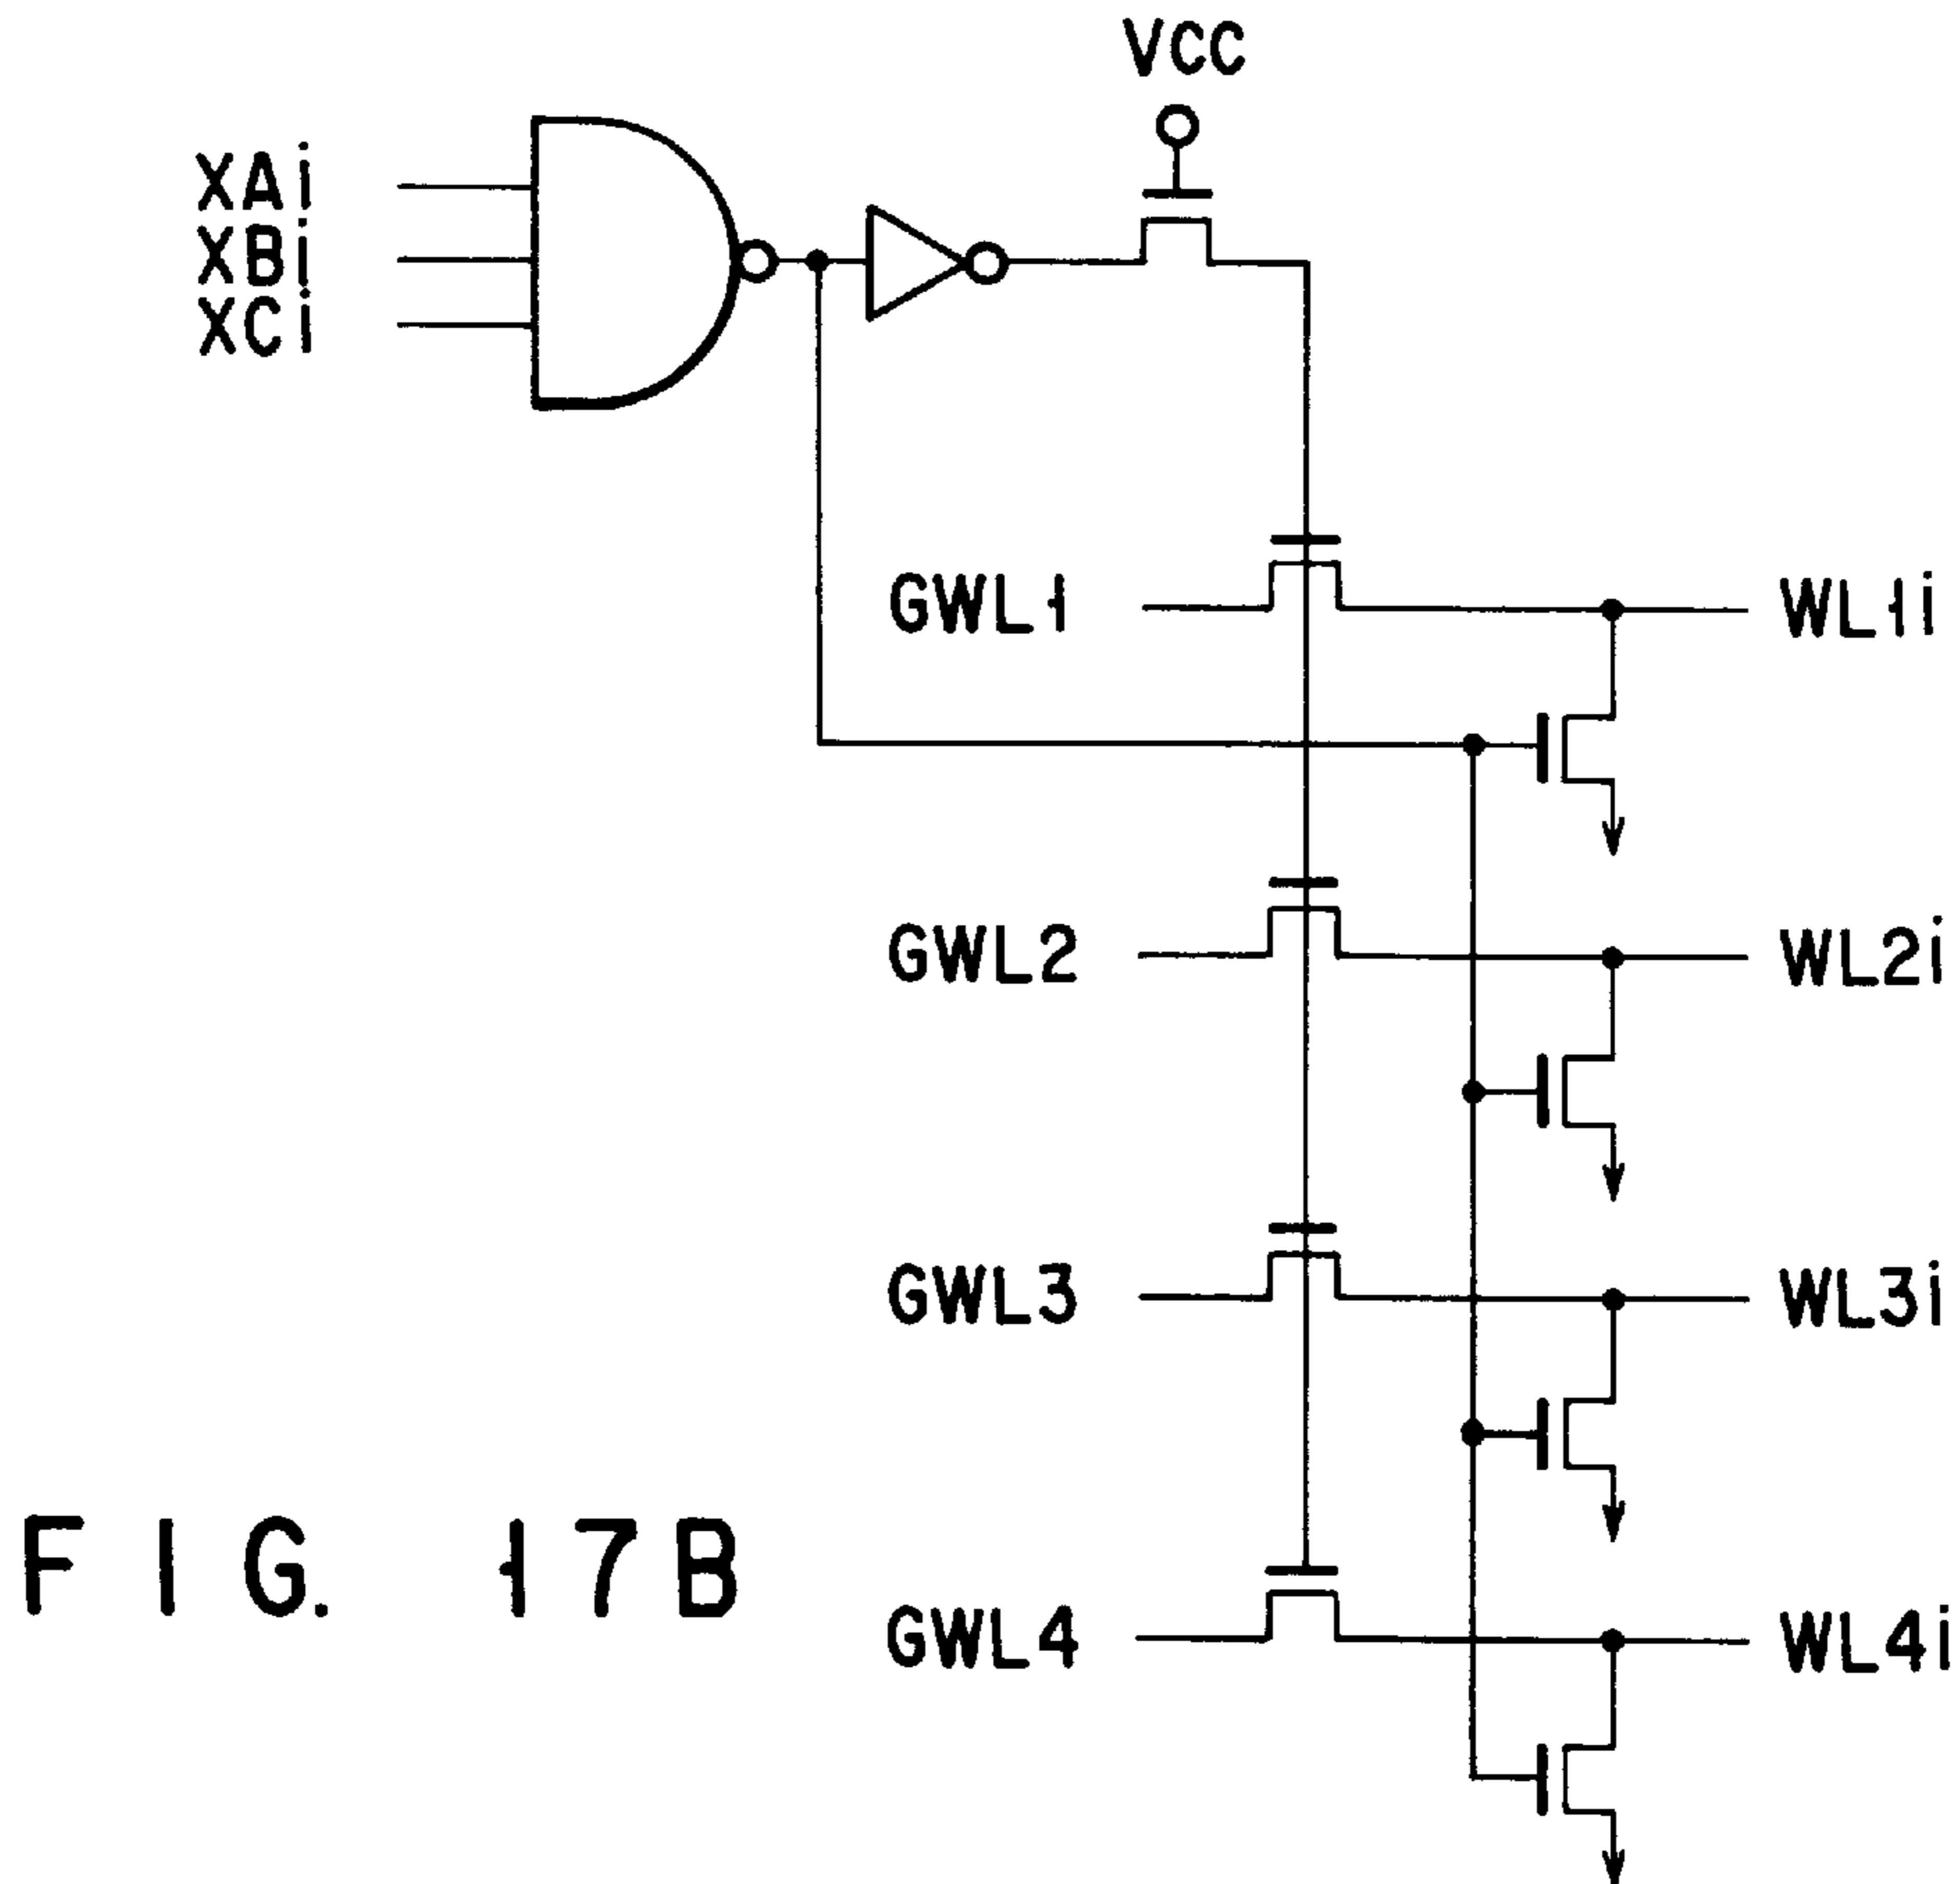 VCC
XAi
XBi
XCi
GWL1
WL1i
GWL2
WL2i
GWL3
WL3i
FIG. 17B
GWL4
WL4i